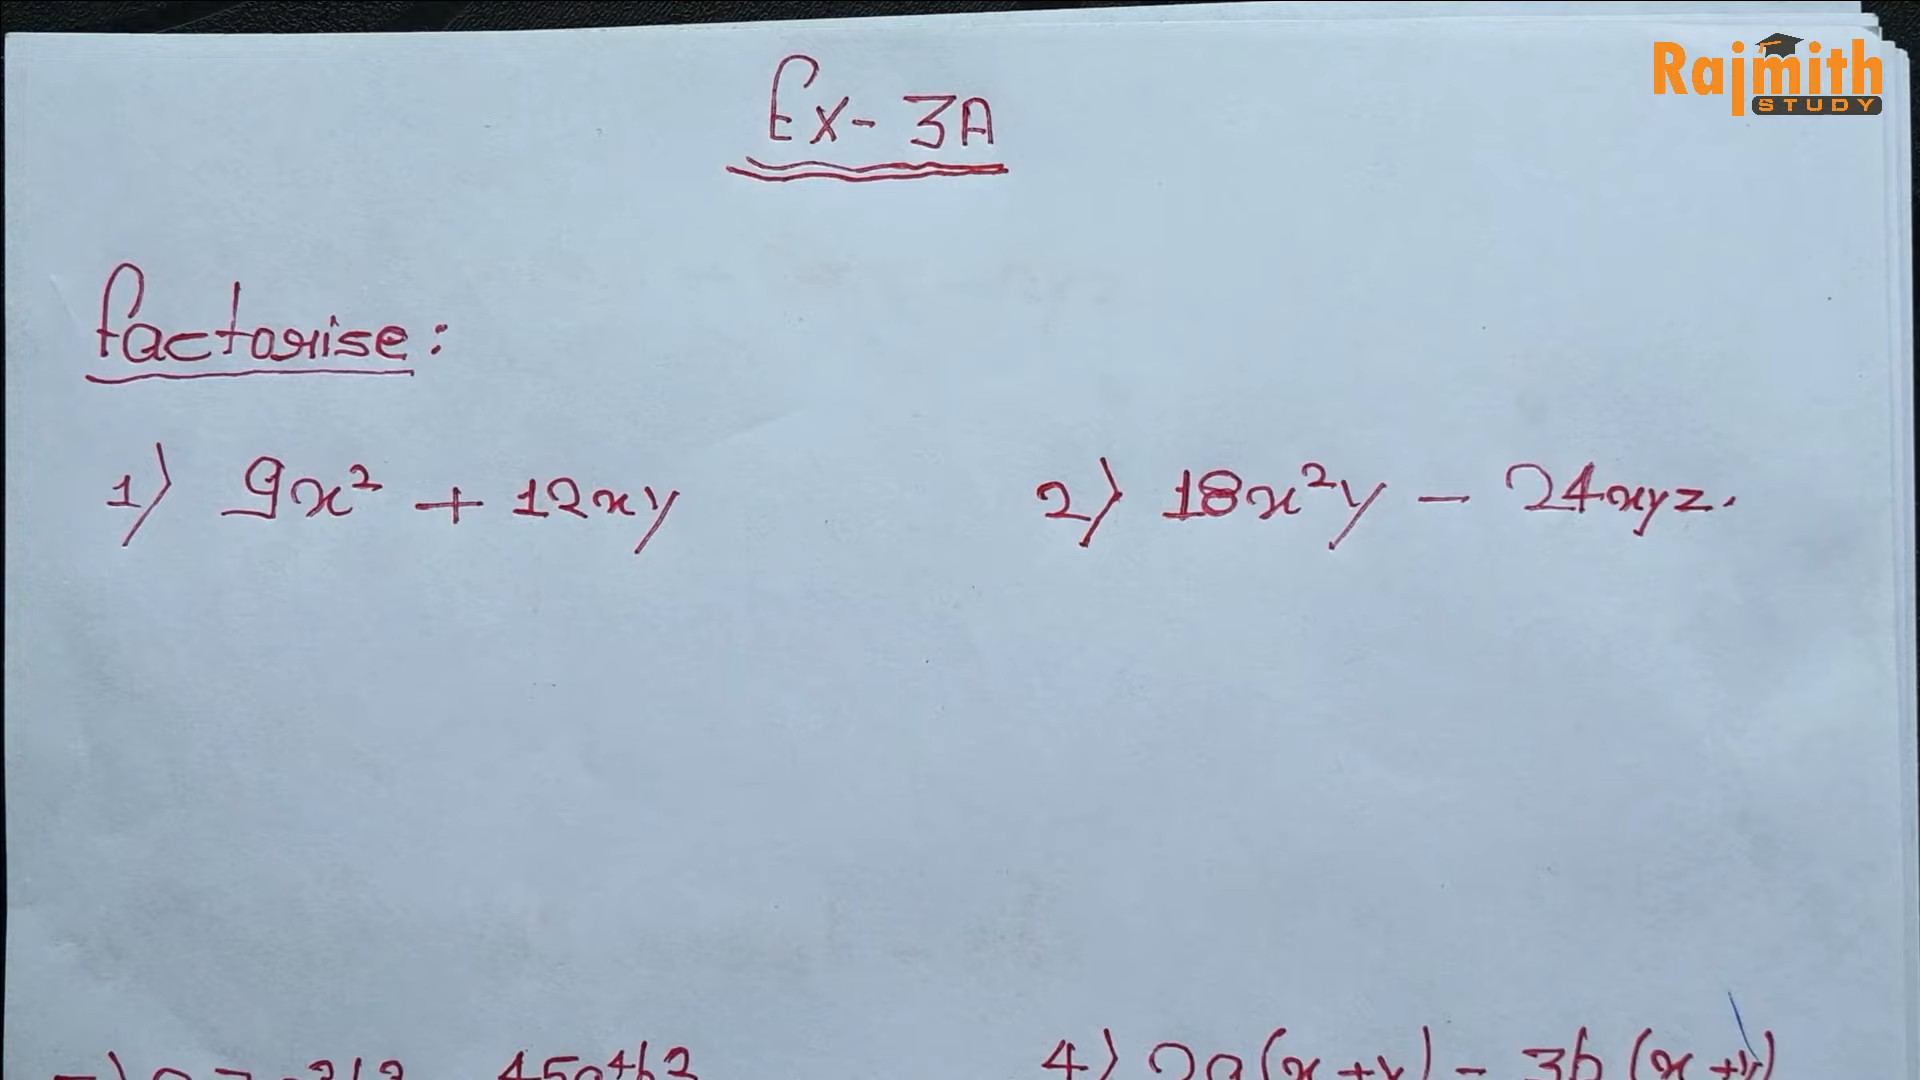 Rajmith
STUDY
Ex- 3A
factorise:
1) 9x² + 12xy
2) 18x²y - 24xyz.
4) 2a(x+y) - 3b(x+y)